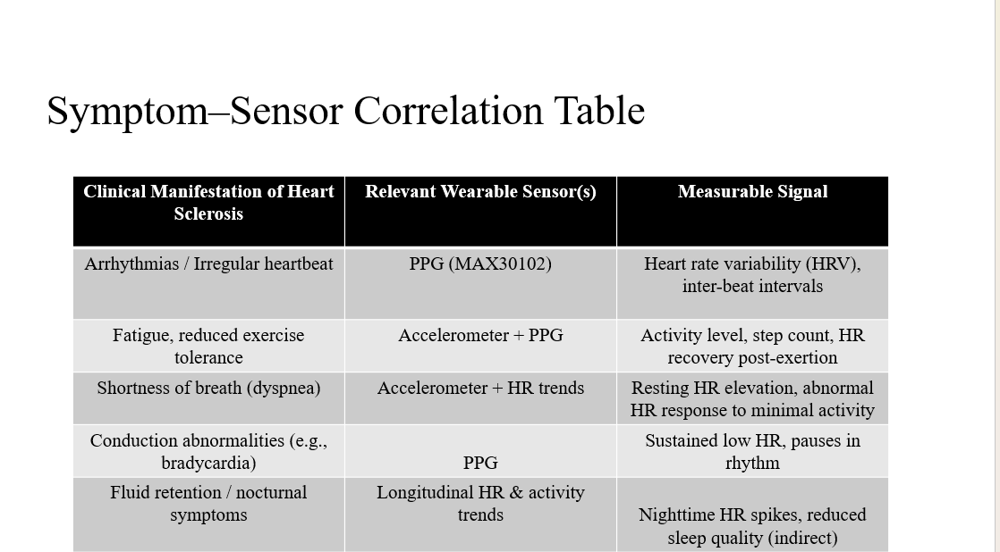 Symptom–Sensor Correlation Table
Clinical Manifestation of Heart
Sclerosis
Relevant Wearable Sensor(s)
Measurable Signal
Arrhythmias / Irregular heartbeat
PPG (MAX30102)
Heart rate variability (HRV),
inter-beat intervals
Fatigue, reduced exercise
tolerance
Accelerometer + PPG
Activity level, step count, HR
recovery post-exertion
Shortness of breath (dyspnea)
Accelerometer + HR trends
Resting HR elevation, abnormal
HR response to minimal activity
Conduction abnormalities (e.g.,
bradycardia)
PPG
Sustained low HR, pauses in
rhythm
Fluid retention / nocturnal
symptoms
Longitudinal HR & activity
trends
Nighttime HR spikes, reduced
sleep quality (indirect)